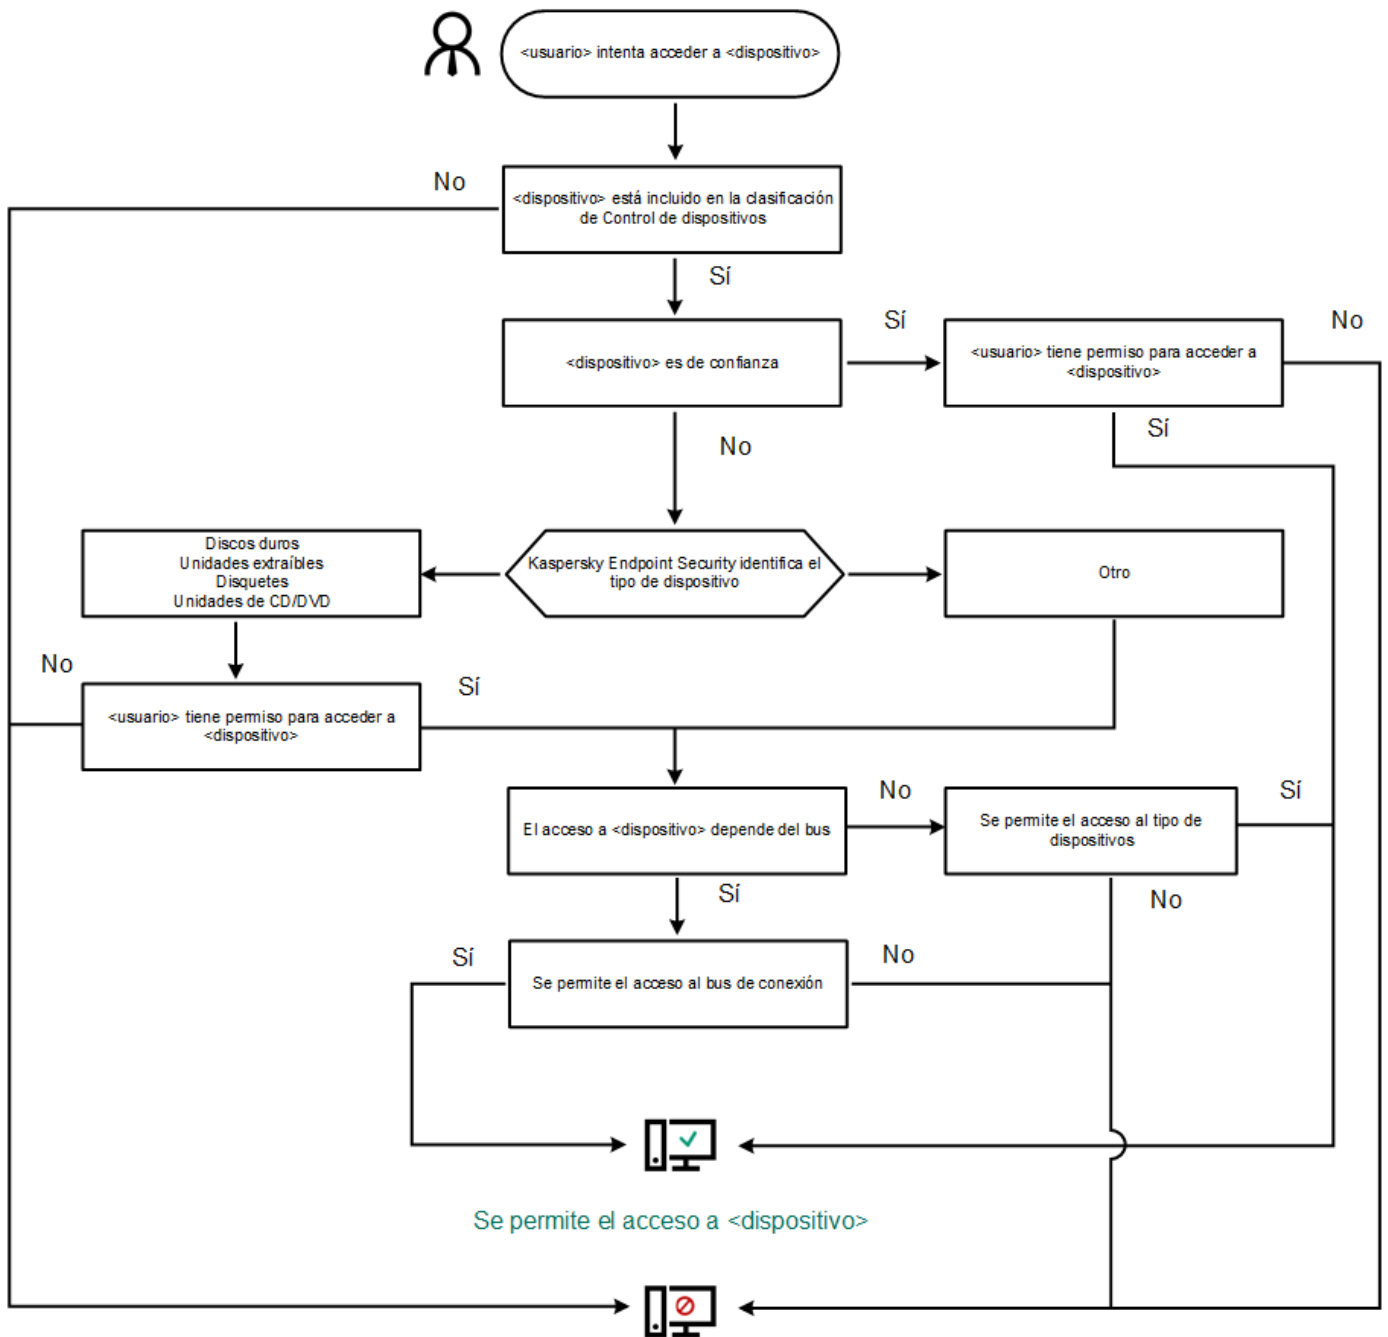 <usuario> intenta acceder a <dispositivo>
No
<dispositivo> está incluido en la clasificación
de Control de dispositivos
Sí
<dispositivo> es de confianza
Sí
<usuario> tiene permiso para acceder a
<dispositivo>
No
Sí
No
Discos duros
Unidades extraíbles
Disquetes
Unidades de CD/DVD
Kaspersky Endpoint Security identifica el
tipo de dispositivo
Otro
No
<usuario> tiene permiso para acceder a
<dispositivo>
Sí
El acceso a <dispositivo> depende del bus
No
Se permite el acceso al tipo de
dispositivos
Sí
Sí
No
Sí
Se permite el acceso al bus de conexión
No
Se permite el acceso a <dispositivo>